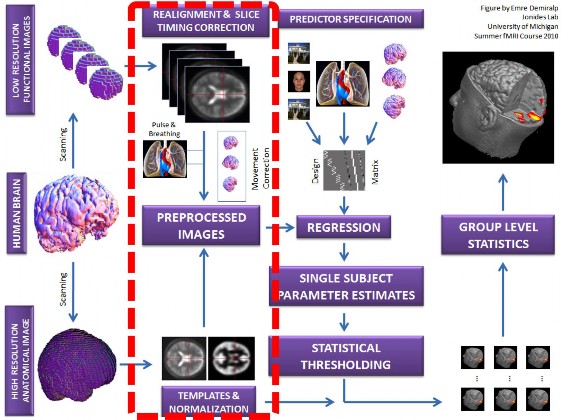 Figure by Emre Demiralp
Jonides Lab
University of Michigan
Summer fMRI Course 2010
LOW RESOLUTION
FUNCTIONAL IMAGES
REALIGNMENT & SLICE
TIMING CORRECTION
PREDICTOR SPECIFICATION
Scanning
Pulse &
Breathing
Movement
Correction
Design
Matrix
HUMAN BRAIN
PREPROCESSED
IMAGES
REGRESSION
GROUP LEVEL
STATISTICS
Scanning
SINGLE SUBJECT
PARAMETER ESTIMATES
HIGH RESOLUTION
ANATOMICAL IMAGE
STATISTICAL
THRESHOLDING
TEMPLATES &
NORMALIZATION